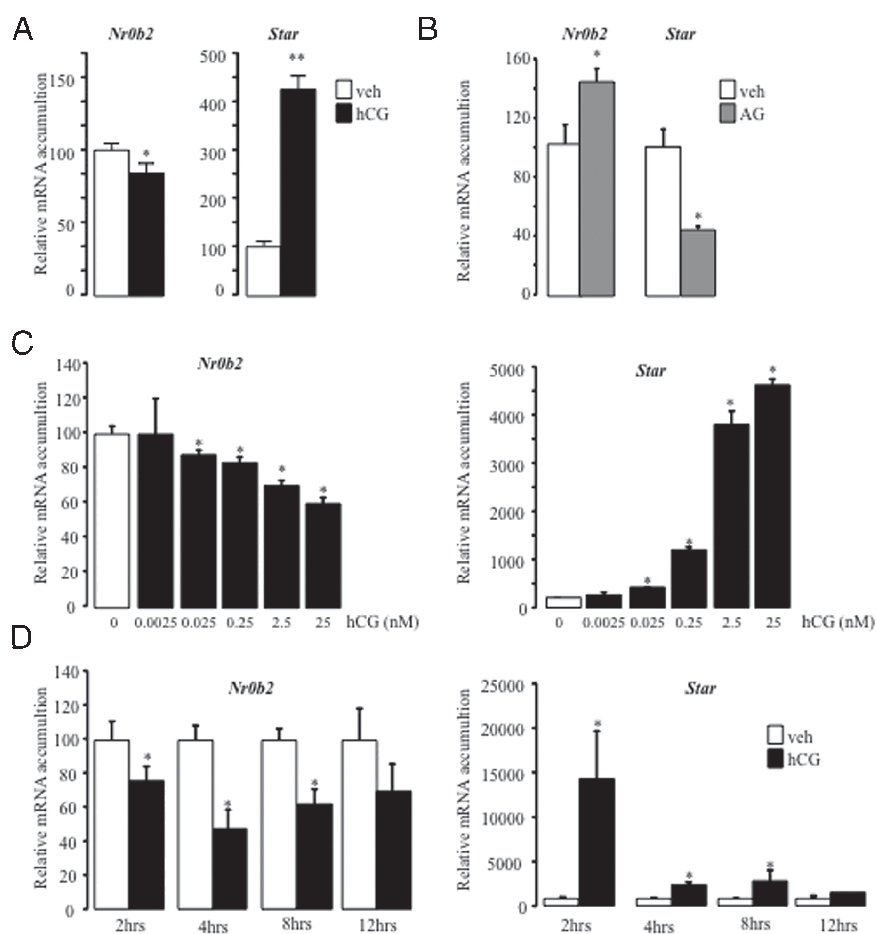 A
Nr0b2
Star
Relative mRNA accumultion
150
100
50
0
*
500
400
300
200
100
0
**
veh
hCG
B
Nr0b2
Star
Relative mRNA accumultion
160
120
80
40
0
*
*
veh
AG
C
Nr0b2
Relative mRNA accumultion
140
120
100
80
60
40
20
0
* * * *
0 0.0025 0.025 0.25 2.5 25 hCG (nM)
Star
Relative mRNA accumultion
5000
4000
3000
2000
1000
0
* * * *
0 0.0025 0.025 0.25 2.5 25 hCG (nM)
D
Nr0b2
Relative mRNA accumultion
140
120
100
80
60
40
20
0
* * *
2hrs 4hrs 8hrs 12hrs
Star
Relative mRNA accumultion
25000
20000
15000
10000
5000
0
* * *
veh
hCG
2hrs 4hrs 8hrs 12hrs